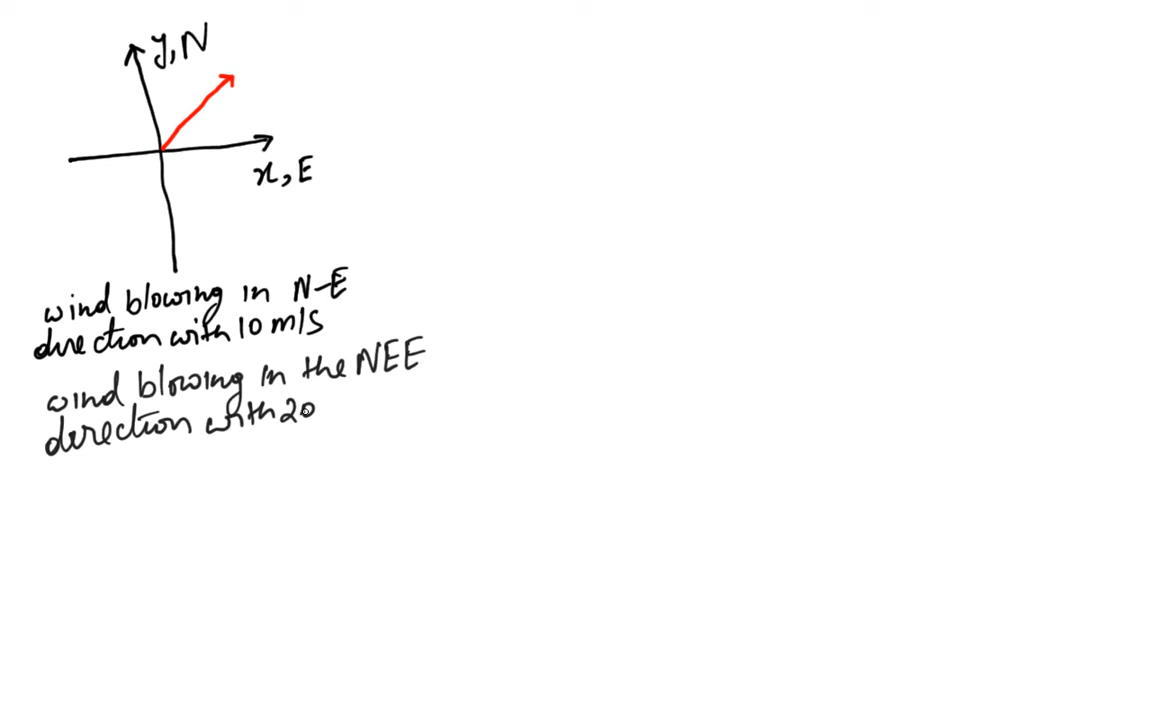 y, N
x, E
wind blowing in N-E
direction with 10 m/s
wind blowing in the NEE
direction with 20